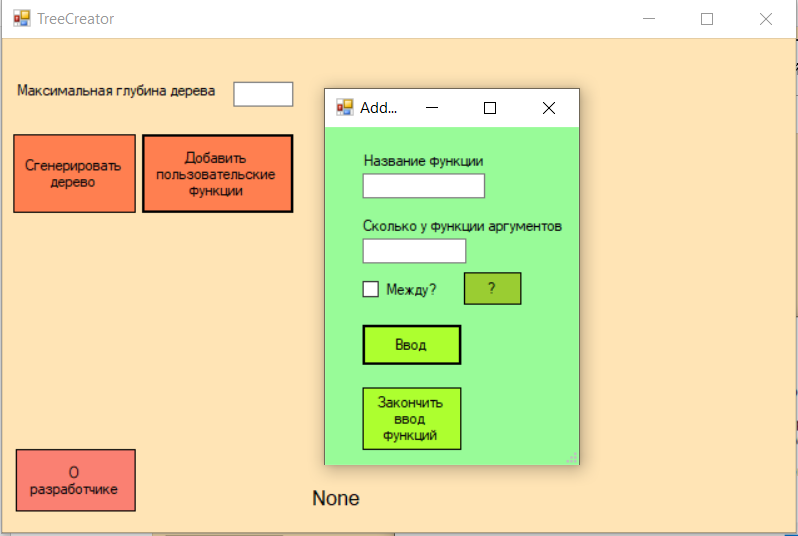 TreeCreator
Максимальная глубина дерева
Сгенерировать
дерево
Добавить
пользовательские
функции
Add...
Название функции
Сколько у функции аргументов
Между?
?
Ввод
Закончить
ввод
функций
О
разработчике
None